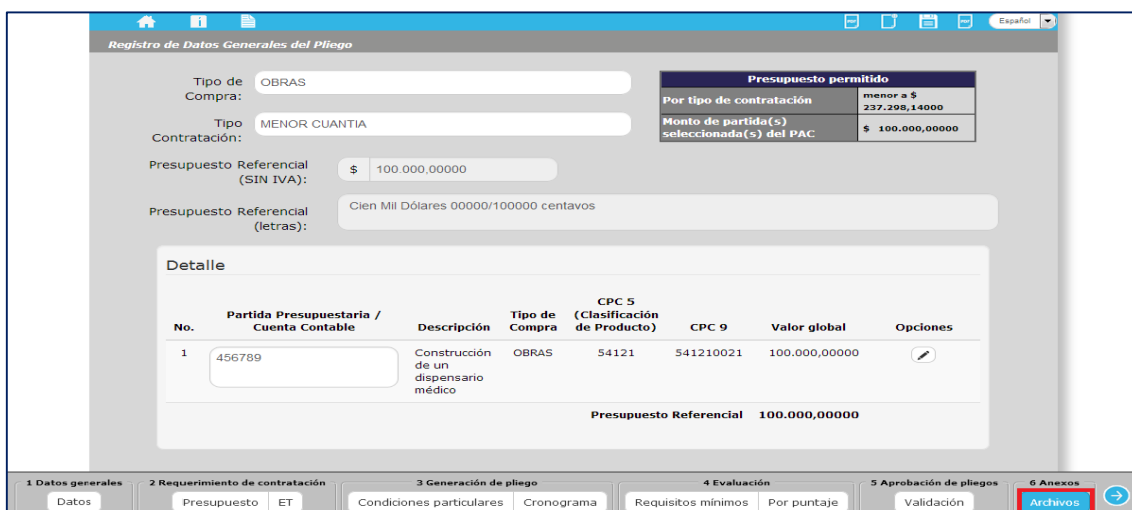 Español
Registro de Datos Generales del Pliego
Tipo de Compra:
OBRAS
Tipo Contratación:
MENOR CUANTIA
Presupuesto permitido
Por tipo de contratación
menor a $ 237.298,14000
Monto de partida(s) seleccionada(s) del PAC
$ 100.000,00000
Presupuesto Referencial (SIN IVA):
$ 100.000,00000
Presupuesto Referencial (letras):
Cien Mil Dólares 00000/100000 centavos
Detalle
No.
Partida Presupuestaria / Cuenta Contable
Descripción
Tipo de Compra
CPC 5 (Clasificación de Producto)
CPC 9
Valor global
Opciones
1
456789
Construcción de un dispensario médico
OBRAS
54121
541210021
100.000,00000
Presupuesto Referencial 100.000,00000
1 Datos generales
2 Requerimiento de contratación
3 Generación de pliego
4 Evaluación
5 Aprobación de pliegos
6 Anexos
Datos
Presupuesto
ET
Condiciones particulares
Cronograma
Requisitos mínimos
Por puntaje
Validación
Archivos